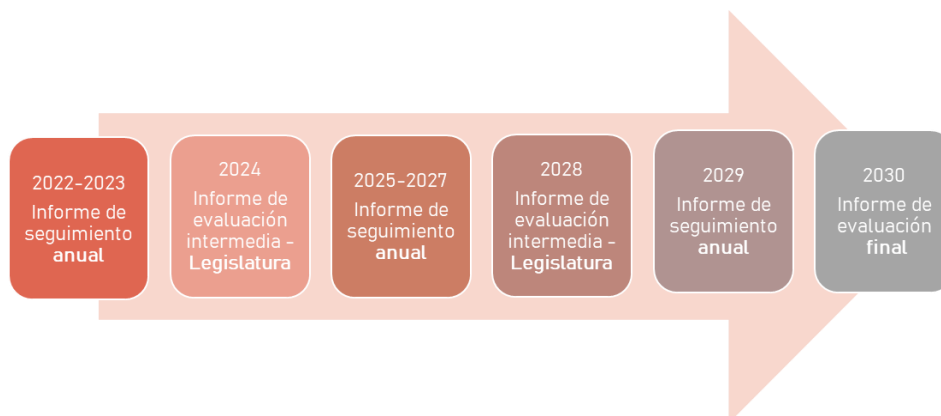 2022-2023
Informe de
seguimiento
anual
2024
Informe de
evaluación
intermedia -
Legislatura
2025-2027
Informe de
seguimiento
anual
2028
Informe de
evaluación
intermedia -
Legislatura
2029
Informe de
seguimiento
anual
2030
Informe de
evaluación
final